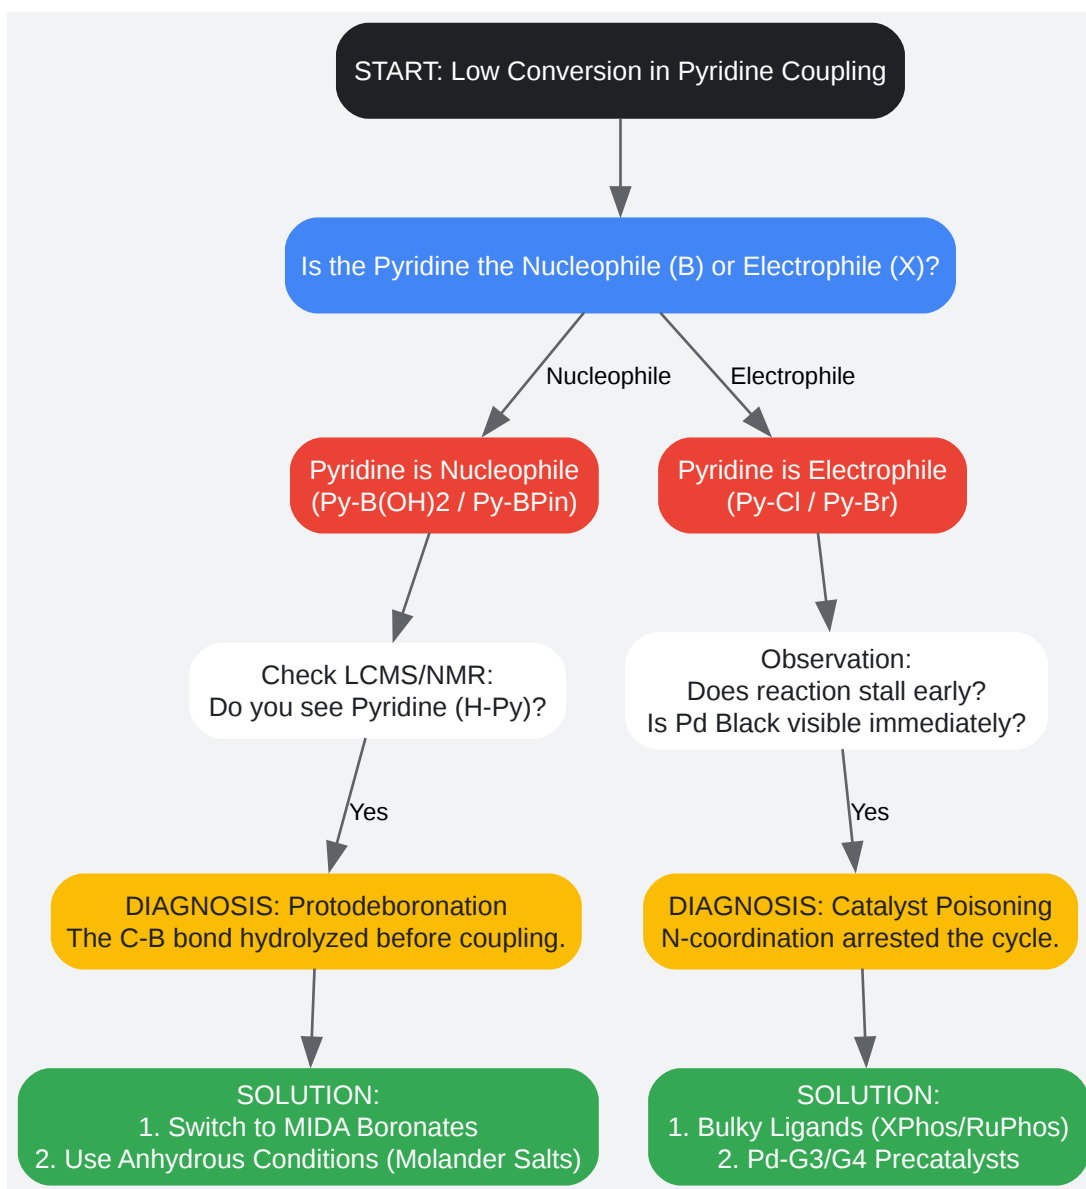 START: Low Conversion in Pyridine Coupling
Is the Pyridine the Nucleophile (B) or Electrophile (X)?
Nucleophile
Electrophile
Pyridine is Nucleophile
(Py-B(OH)2 / Py-BPin)
Pyridine is Electrophile
(Py-Cl / Py-Br)
Check LCMS/NMR:
Do you see Pyridine (H-Py)?
Observation:
Does reaction stall early?
Is Pd Black visible immediately?
Yes
Yes
DIAGNOSIS: Protodeboronation
The C-B bond hydrolyzed before coupling.
DIAGNOSIS: Catalyst Poisoning
N-coordination arrested the cycle.
SOLUTION:
1. Switch to MIDA Boronates
2. Use Anhydrous Conditions (Molander Salts)
SOLUTION:
1. Bulky Ligands (XPhos/RuPhos)
2. Pd-G3/G4 Precatalysts